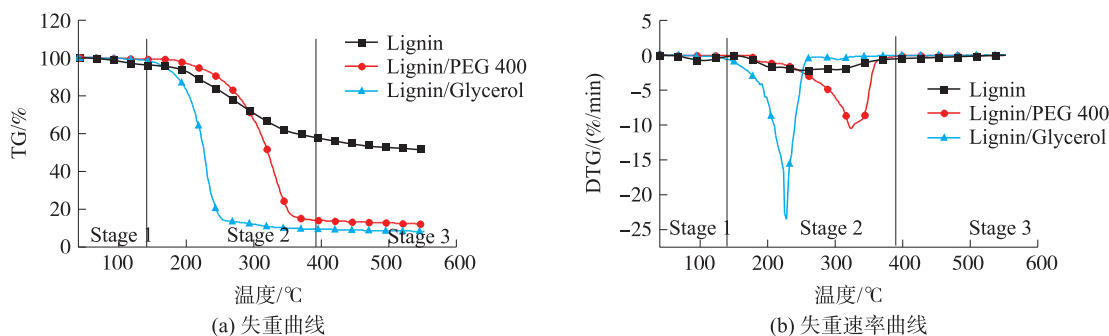 120
100
80
60
40
20
0
TG/%
Lignin
Lignin/PEG 400
Lignin/Glycerol
Stage 1
Stage 2
Stage 3
100 200 300 400 500 600
温度/℃
(a) 失重曲线
5
0
−5
−10
−15
−20
−25
DTG/(%/min)
Lignin
Lignin/PEG 400
Lignin/Glycerol
Stage 1
Stage 2
Stage 3
100 200 300 400 500 600
温度/℃
(b) 失重速率曲线